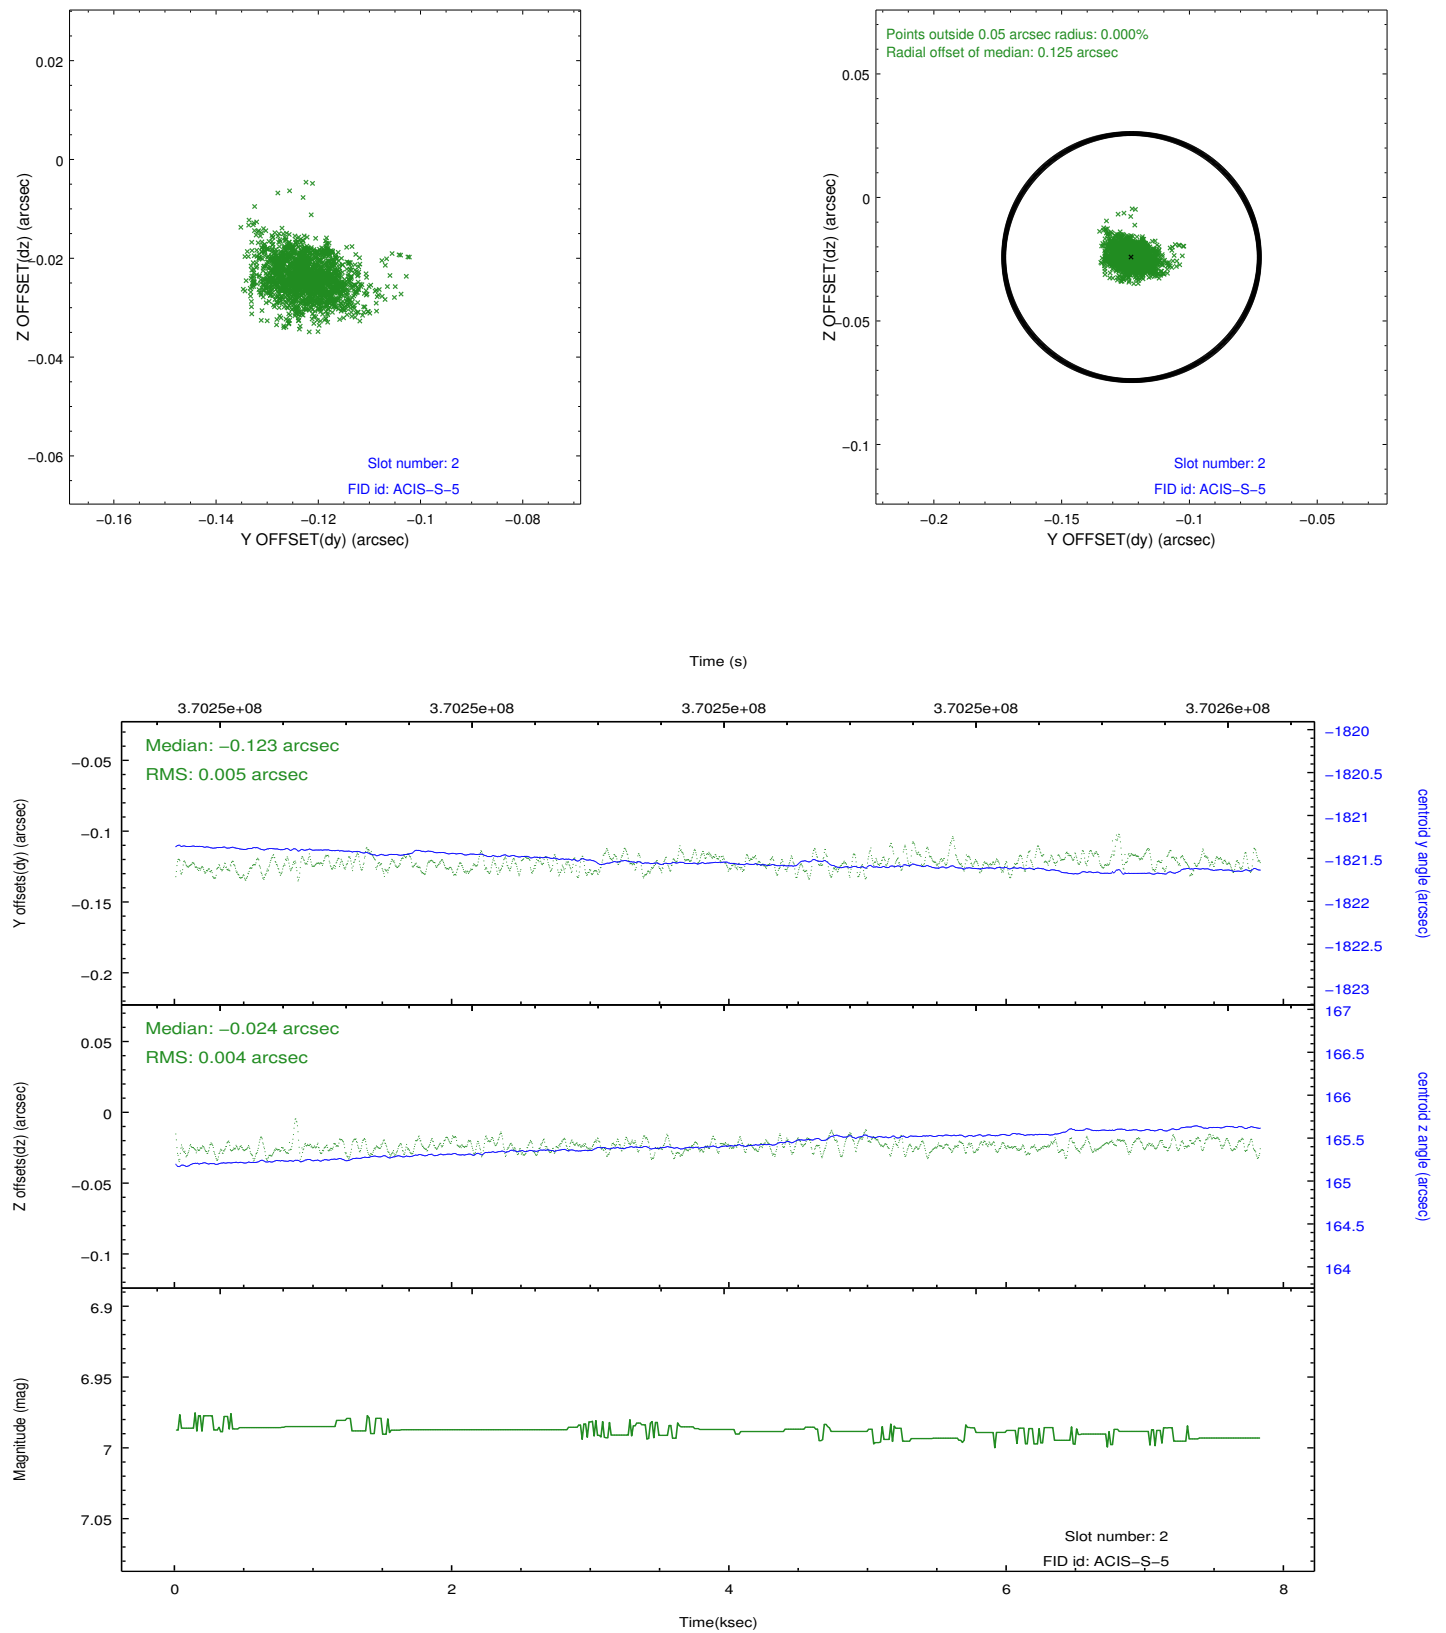 0.02
0
−0.02
−0.04
−0.06
Z OFFSET(dz) (arcsec)
Slot number: 2
FID id: ACIS−S−5
−0.16
−0.14
−0.12
−0.1
−0.08
Y OFFSET(dy) (arcsec)
Points outside 0.05 arcsec radius: 0.000%
Radial offset of median: 0.125 arcsec
0.05
0
−0.05
−0.1
Z OFFSET(dz) (arcsec)
Slot number: 2
FID id: ACIS−S−5
−0.2
−0.15
−0.1
−0.05
Y OFFSET(dy) (arcsec)
Time (s)
3.7025e+08
3.7025e+08
3.7025e+08
3.7025e+08
3.7026e+08
Median: −0.123 arcsec
RMS: 0.005 arcsec
−0.05
−0.1
−0.15
−0.2
Y offsets(dy) (arcsec)
−1820
−1820.5
−1821
−1821.5
−1822
−1822.5
−1823
centroid y angle (arcsec)
Median: −0.024 arcsec
RMS: 0.004 arcsec
0.05
0
−0.05
−0.1
Z offsets(dz) (arcsec)
167
166.5
166
165.5
165
164.5
164
centroid z angle (arcsec)
6.9
6.95
7
7.05
Magnitude (mag)
Slot number: 2
FID id: ACIS−S−5
0
2
4
6
8
Time(ksec)